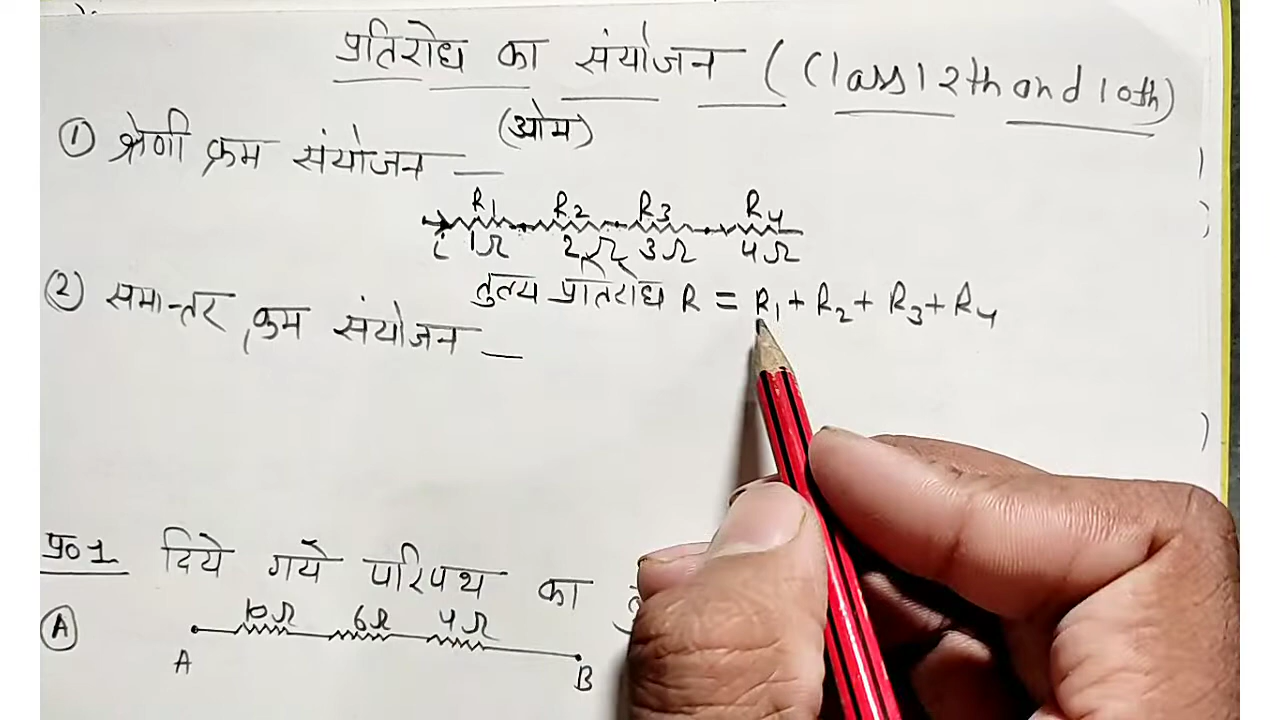 प्रतिरोध का संयोजन (Class 12th and 10th)
① श्रेणी क्रम संयोजन —
(ओम)
R1 R2 R3 R4
i 1Ω 2Ω 3Ω 4Ω
तुल्य प्रतिरोध R = R1 + R2 + R3 + R4
② समान्तर क्रम संयोजन —
प्र० 1. दिये गये परिपथ का
Ⓐ 10Ω 6Ω 4Ω
A B